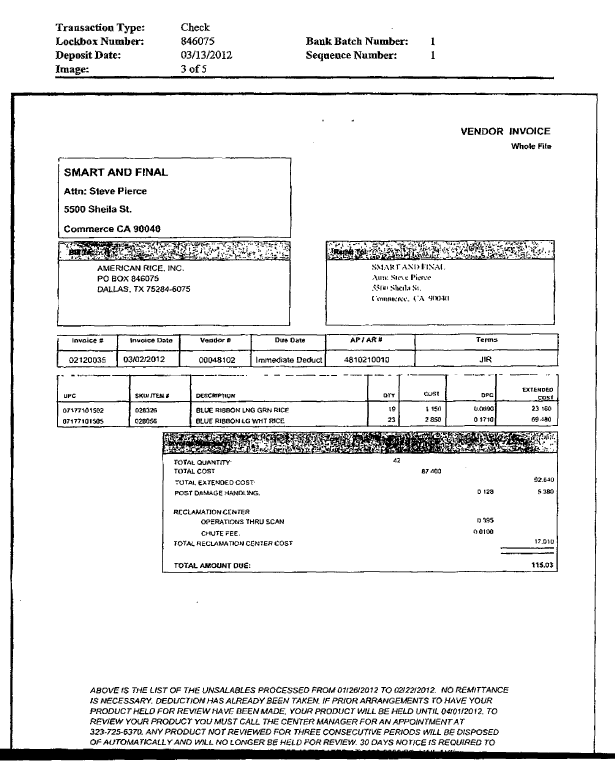 Transaction Type: Check
Lockbox Number: 846075 Bank Batch Number: 1
Deposit Date: 03/13/2012 Sequence Number: 1
Image: 3 of 5
VENDOR INVOICE
Whole File
SMART AND FINAL
Attn: Steve Pierce
5500 Sheila St.
Commerce CA 90040
AMERICAN RICE, INC.
PO BOX 846075
DALLAS, TX 75284-6075
Remit To:
SMART AND FINAL
Attn: Steve Pierce
5500 Sheila St.
Commerce, CA 90040
Invoice # Invoice Date Vendor # Due Date AP / AR # Terms
02120035 03/02/2012 00048102 Immediate Deduct 4810210010 JIR
UPC SKU/ITEM # DESCRIPTION QTY COST DPC EXTENDED COST
07177101502 028326 BLUE RIBBON LNG GRN RICE 19 1.150 0.0690 23.160
07177101505 028056 BLUE RIBBON LG WHT RICE 23 2.850 0.1710 69.480
TOTAL QUANTITY 42
TOTAL COST 87.400
TOTAL EXTENDED COST 92.640
POST DAMAGE HANDLING. 0.128 5.380
RECLAMATION CENTER
OPERATIONS THRU SCAN 0.395
CHUTE FEE. 0.0100
TOTAL RECLAMATION CENTER COST 17.010
TOTAL AMOUNT DUE: 115.03
ABOVE IS THE LIST OF THE UNSALABLES PROCESSED FROM 01/26/2012 TO 02/22/2012. NO REMITTANCE
IS NECESSARY. DEDUCTION HAS ALREADY BEEN TAKEN. IF PRIOR ARRANGEMENTS TO HAVE YOUR
PRODUCT HELD FOR REVIEW HAVE BEEN MADE, YOUR PRODUCT WILL BE HELD UNTIL 04/01/2012. TO
REVIEW YOUR PRODUCT YOU MUST CALL THE CENTER MANAGER FOR AN APPOINTMENT AT
323-725-6370. ANY PRODUCT NOT REVIEWED FOR THREE CONSECUTIVE PERIODS WILL BE DISPOSED
OF AUTOMATICALLY AND WILL NO LONGER BE HELD FOR REVIEW. 30 DAYS NOTICE IS REQUIRED TO